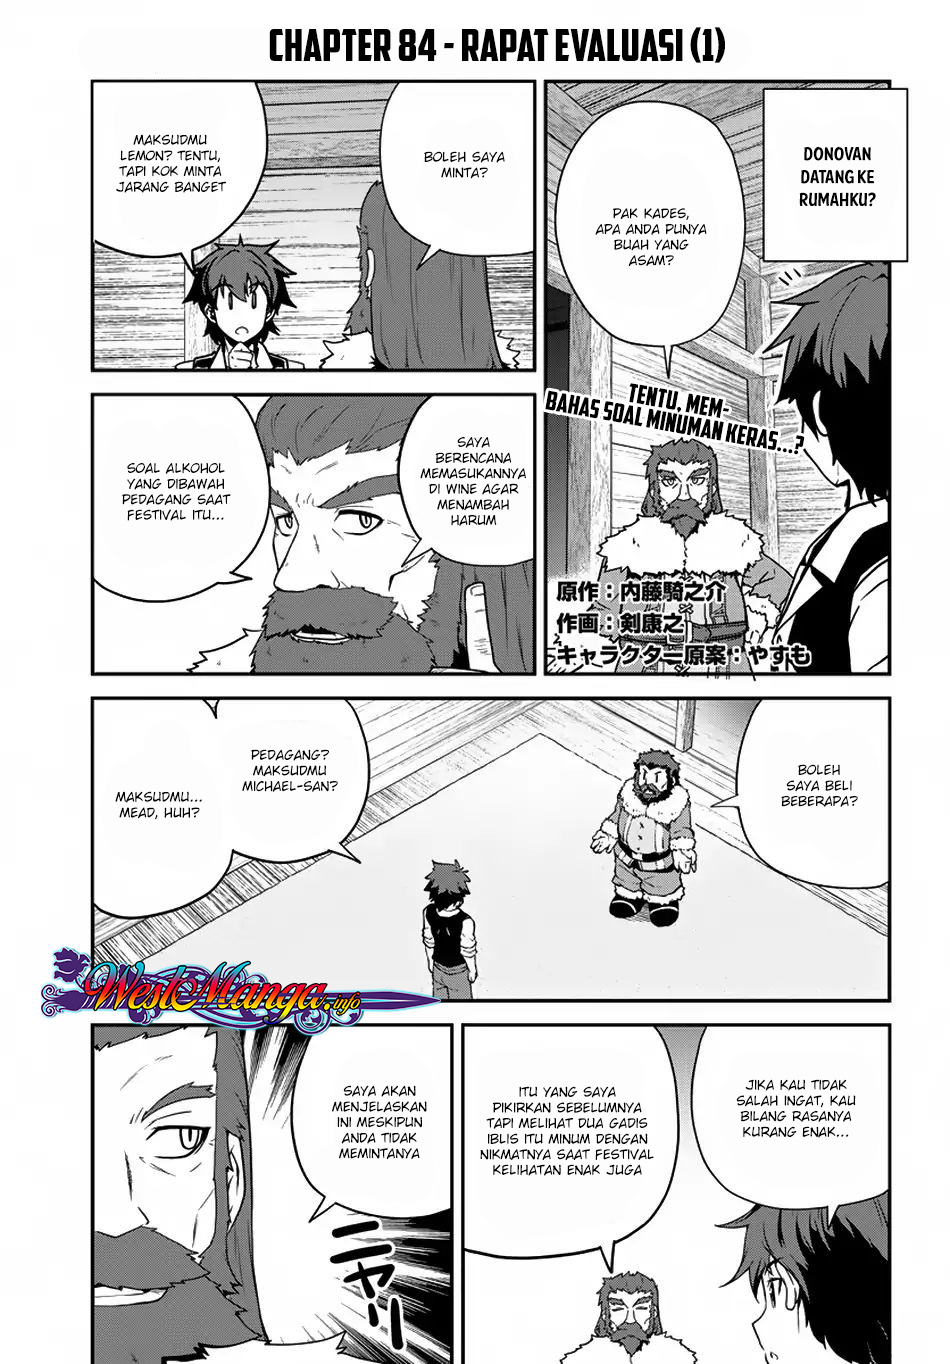 CHAPTER 84 - RAPAT EVALUASI (1)
DONOVAN
DATANG KE
RUMAHKU?
PAK KADES,
APA ANDA PUNYA
BUAH YANG
ASAM?
TENTU, MEM-
BAHAS SOAL MINUMAN KERAS...?
原作：内藤騎之介
作画：剣康之
キャラクター原案：やすも
BOLEH SAYA
MINTA?
MAKSUDMU
LEMON? TENTU,
TAPI KOK MINTA
JARANG BANGET
SAYA
BERENCANA
MEMASUKANNYA
DI WINE AGAR
MENAMBAH
HARUM
SOAL ALKOHOL
YANG DIBAWAH
PEDAGANG SAAT
FESTIVAL ITU...
BOLEH
SAYA BELI
BEBERAPA?
PEDAGANG?
MAKSUDMU
MICHAEL-SAN?
MAKSUDMU...
MEAD, HUH?
WestManga.info
JIKA KAU TIDAK
SALAH INGAT, KAU
BILANG RASANYA
KURANG ENAK...
ITU YANG SAYA
PIKIRKAN SEBELUMNYA
TAPI MELIHAT DUA GADIS
IBLIS ITU MINUM DENGAN
NIKMATNYA SAAT FESTIVAL
KELIHATAN ENAK JUGA
SAYA AKAN
MENJELASKAN
INI MESKIPUN
ANDA TIDAK
MEMINTANYA
ニヤ